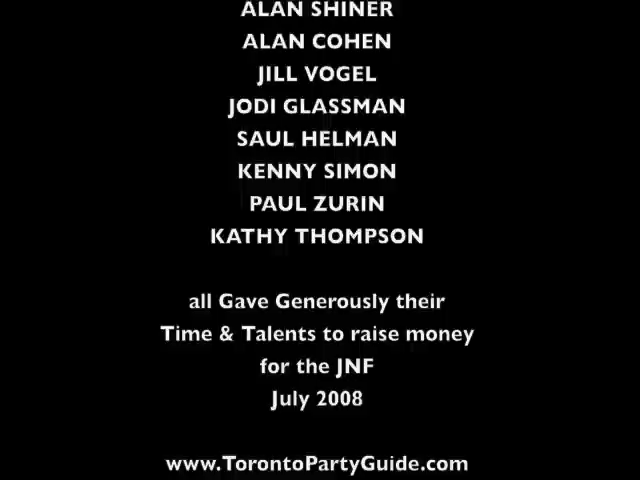 ALAN SHINER
ALAN COHEN
JILL VOGEL
JODI GLASSMAN
SAUL HELMAN
KENNY SIMON
PAUL ZURIN
KATHY THOMPSON
all Gave Generously their
Time & Talents to raise money
for the JNF
July 2008
www.TorontoPartyGuide.com